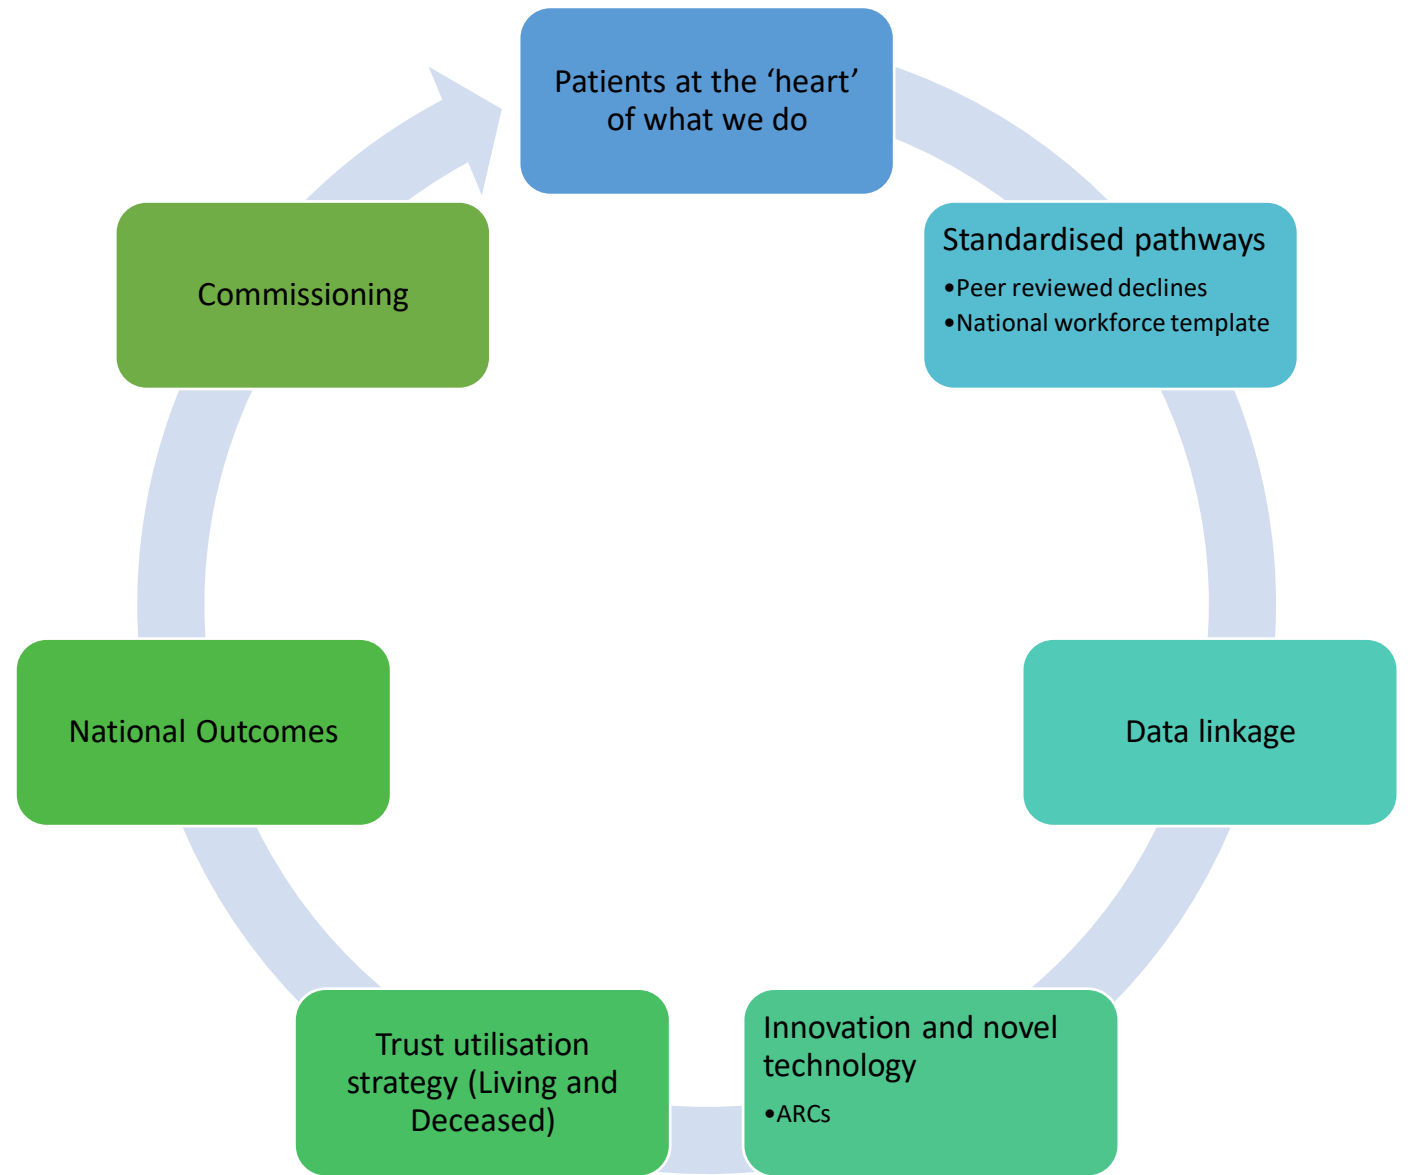 Patients at the ‘heart’
of what we do
Standardised pathways
•Peer reviewed declines
•National workforce template
Data linkage
Innovation and novel
technology
•ARCs
Trust utilisation
strategy (Living and
Deceased)
National Outcomes
Commissioning